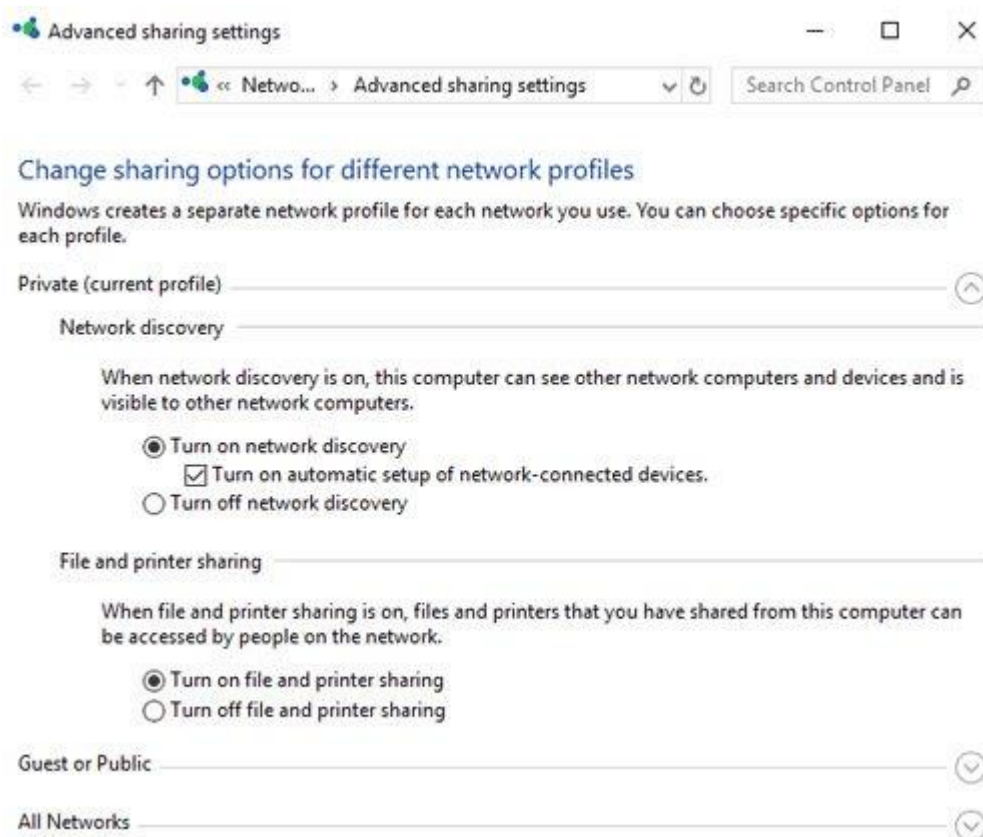 Advanced sharing settings
« Netwo... › Advanced sharing settings
Search Control Panel
Change sharing options for different network profiles
Windows creates a separate network profile for each network you use. You can choose specific options for
each profile.
Private (current profile)
Network discovery
When network discovery is on, this computer can see other network computers and devices and is
visible to other network computers.
Turn on network discovery
Turn on automatic setup of network-connected devices.
Turn off network discovery
File and printer sharing
When file and printer sharing is on, files and printers that you have shared from this computer can
be accessed by people on the network.
Turn on file and printer sharing
Turn off file and printer sharing
Guest or Public
All Networks